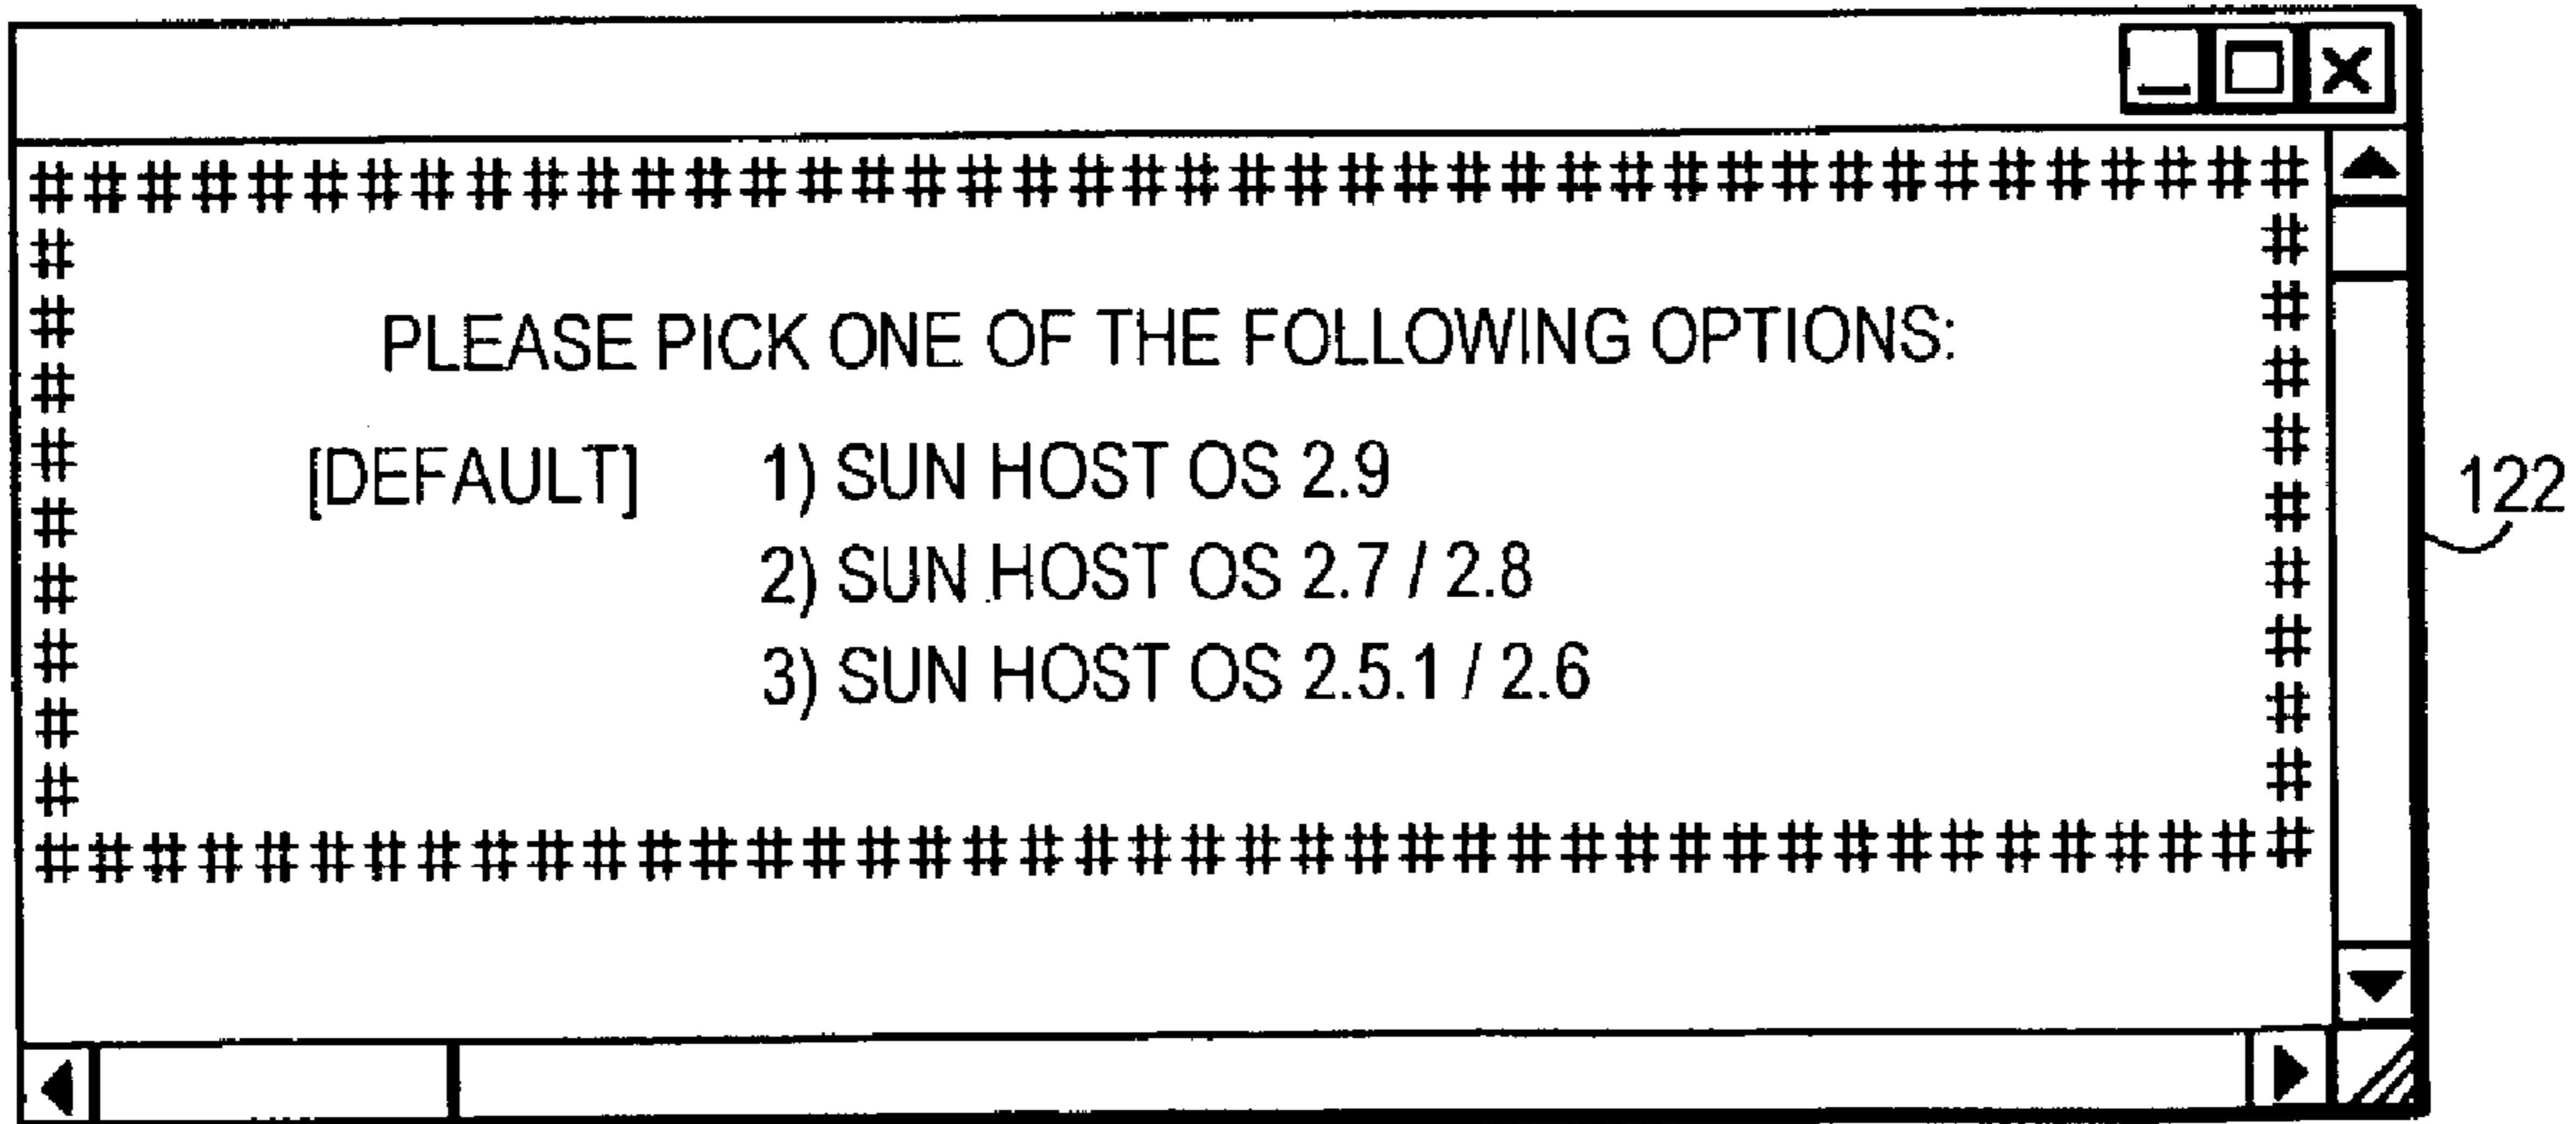 ##########################################
# #
# PLEASE PICK ONE OF THE FOLLOWING OPTIONS: #
# #
# [DEFAULT] 1) SUN HOST OS 2.9 #
# # 122
# 2) SUN HOST OS 2.7 / 2.8 #
# 3) SUN HOST OS 2.5.1 / 2.6 #
# #
# #
##########################################